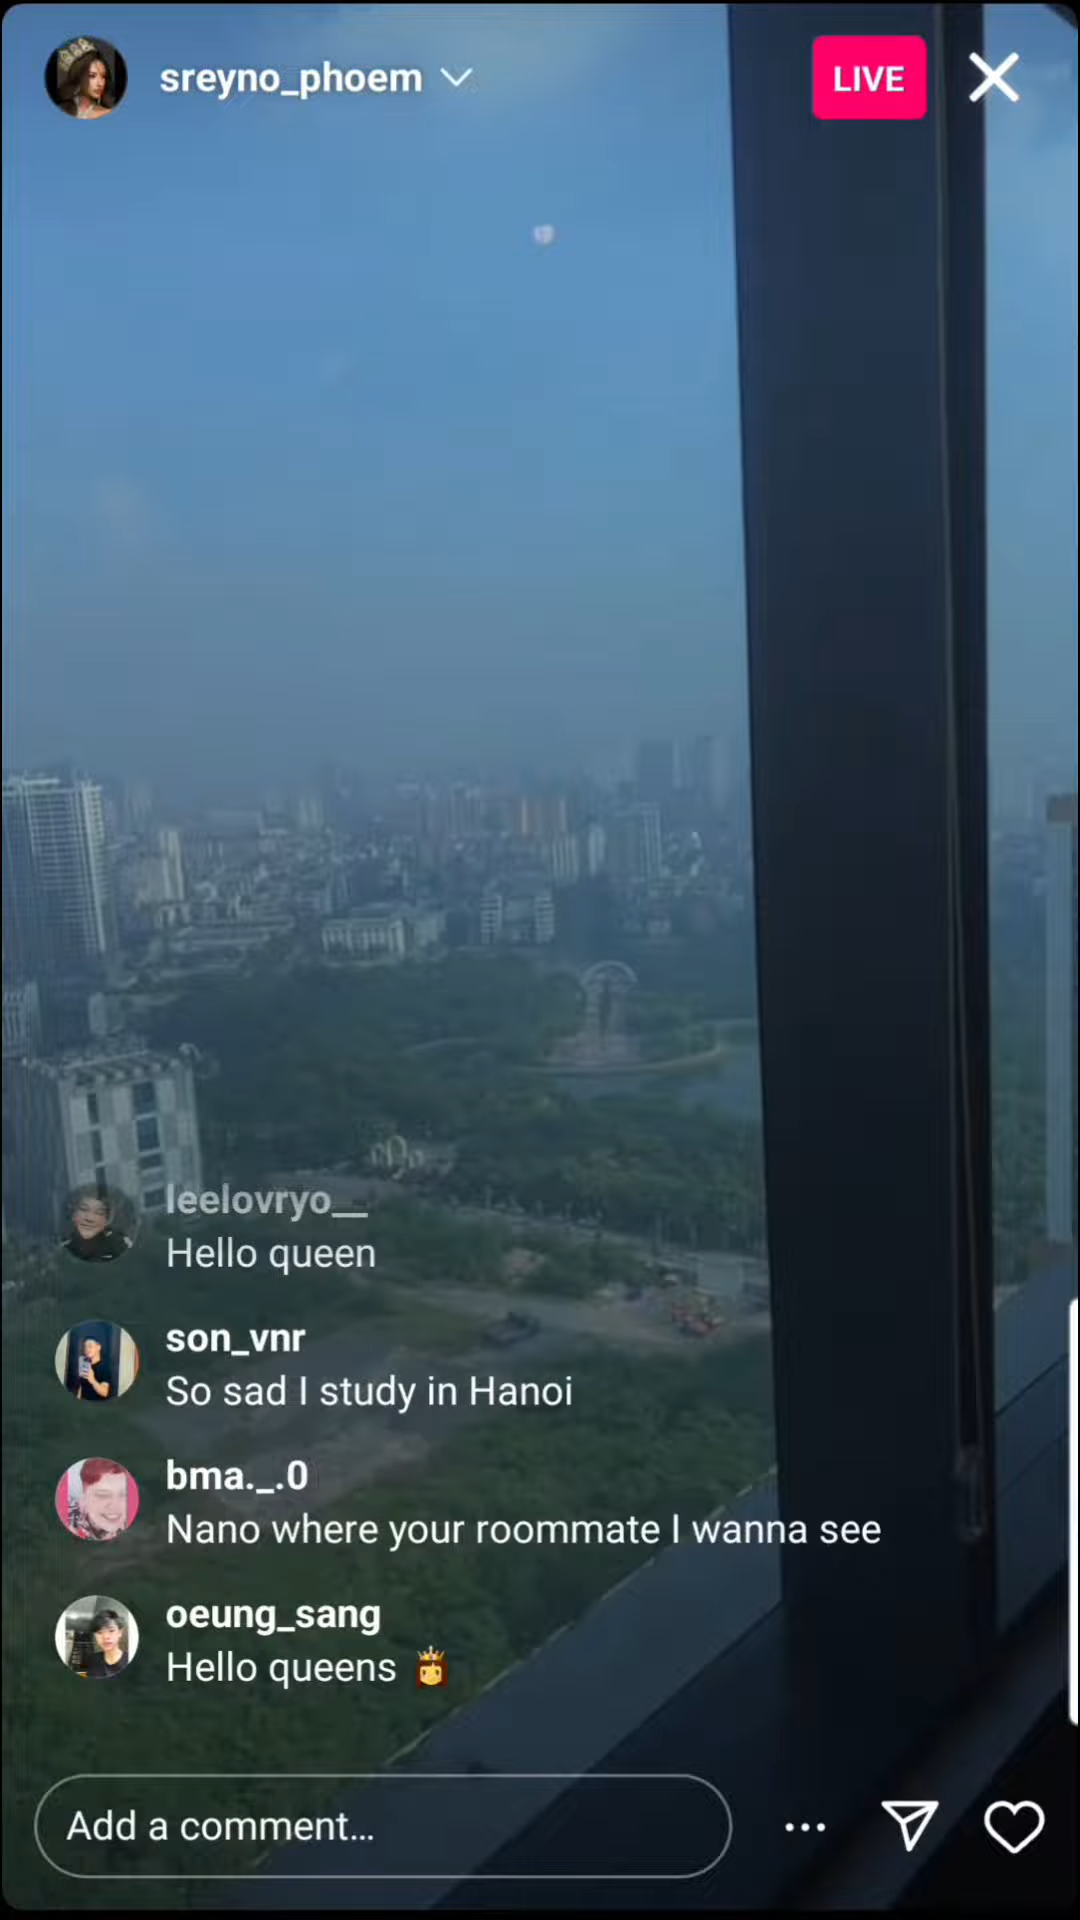 sreyno_phoem
LIVE
leelovryo__
Hello queen
son_vnr
So sad I study in Hanoi
bma._.0
Nano where your roommate I wanna see
oeung_sang
Hello queens 👸
Add a comment...